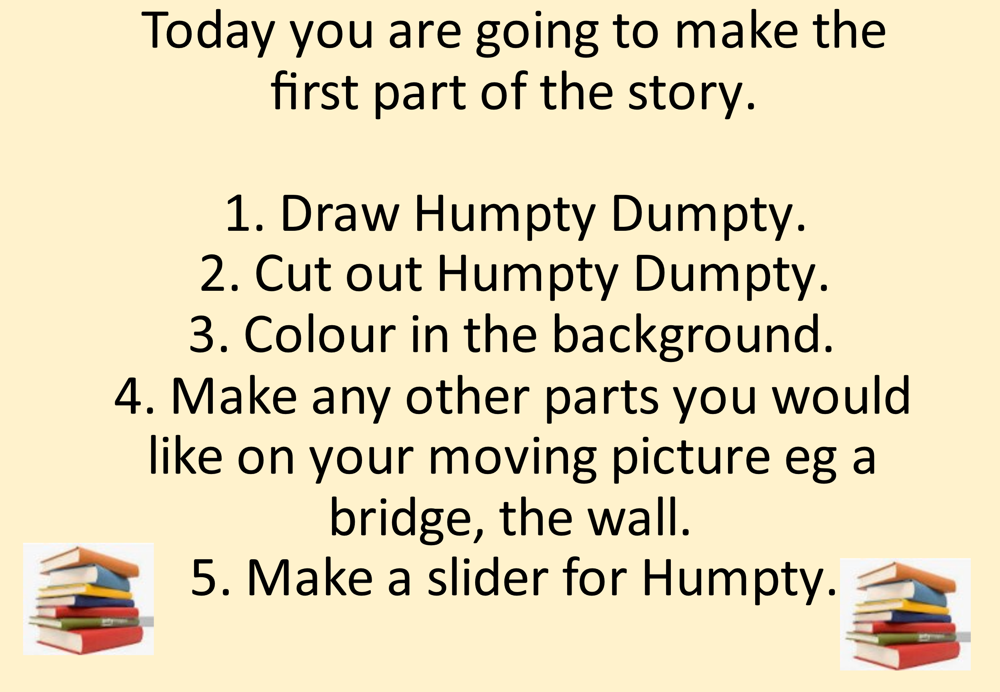 Today you are going to make the
first part of the story.
1. Draw Humpty Dumpty.
2. Cut out Humpty Dumpty.
3. Colour in the background.
4. Make any other parts you would
like on your moving picture eg a
bridge, the wall.
5. Make a slider for Humpty.